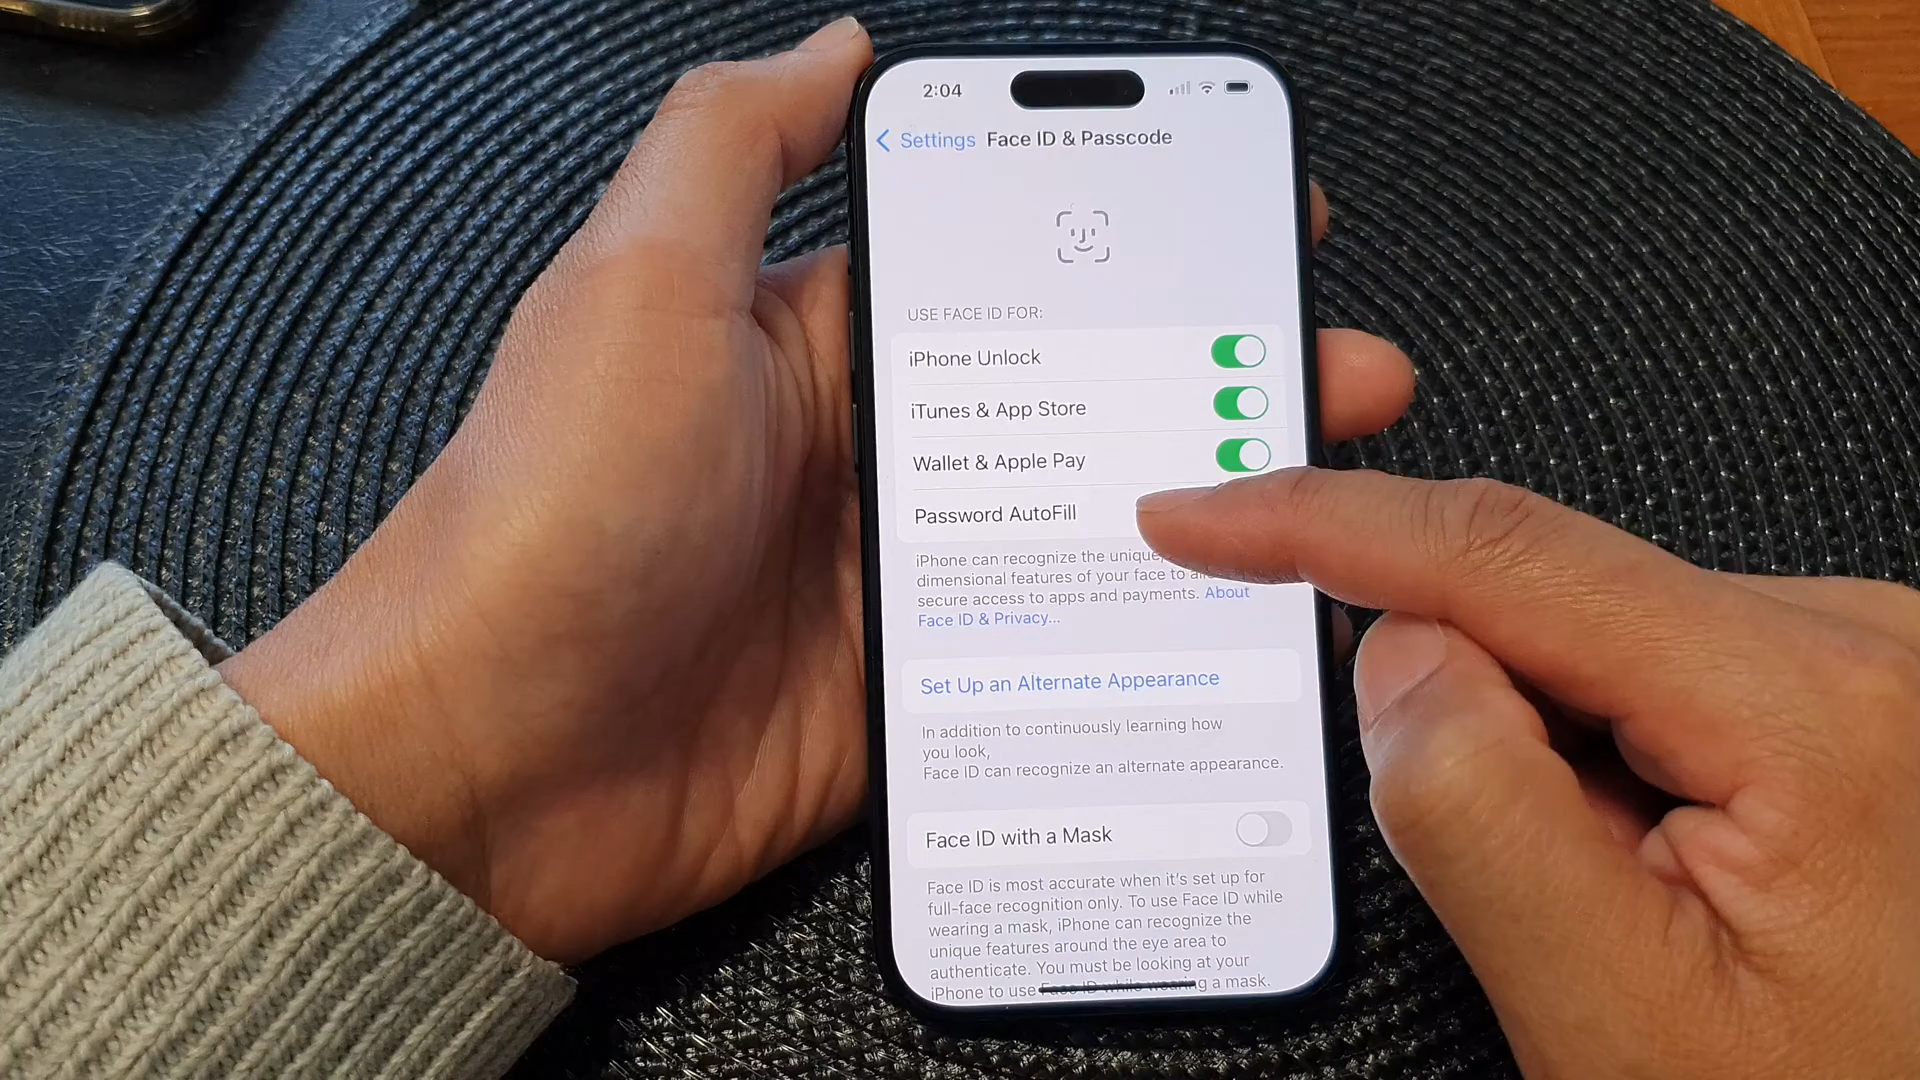 2:04
Settings Face ID & Passcode
USE FACE ID FOR:
iPhone Unlock
iTunes & App Store
Wallet & Apple Pay
Password AutoFill
iPhone can recognize the unique,
dimensional features of your face to
secure access to apps and payments. About
Face ID & Privacy...
Set Up an Alternate Appearance
In addition to continuously learning how
you look,
Face ID can recognize an alternate appearance.
Face ID with a Mask
Face ID is most accurate when it's set up for
full-face recognition only. To use Face ID while
wearing a mask, iPhone can recognize the
unique features around the eye area to
authenticate. You must be looking at your
iPhone to use Face ID while wearing a mask.